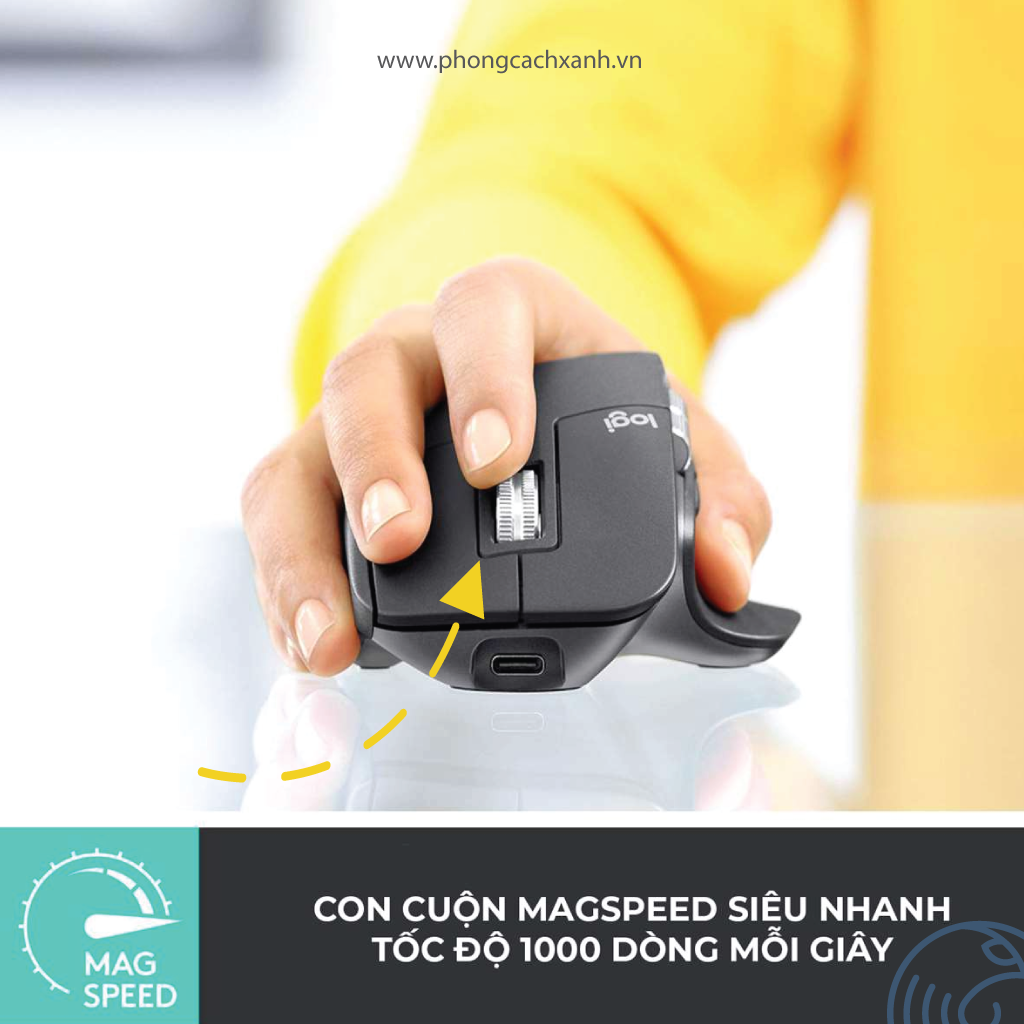 www.phongcachxanh.vn
logi
CON CUỘN MAGSPEED SIÊU NHANH
TỐC ĐỘ 1000 DÒNG MỖI GIÂY
MAG
SPEED